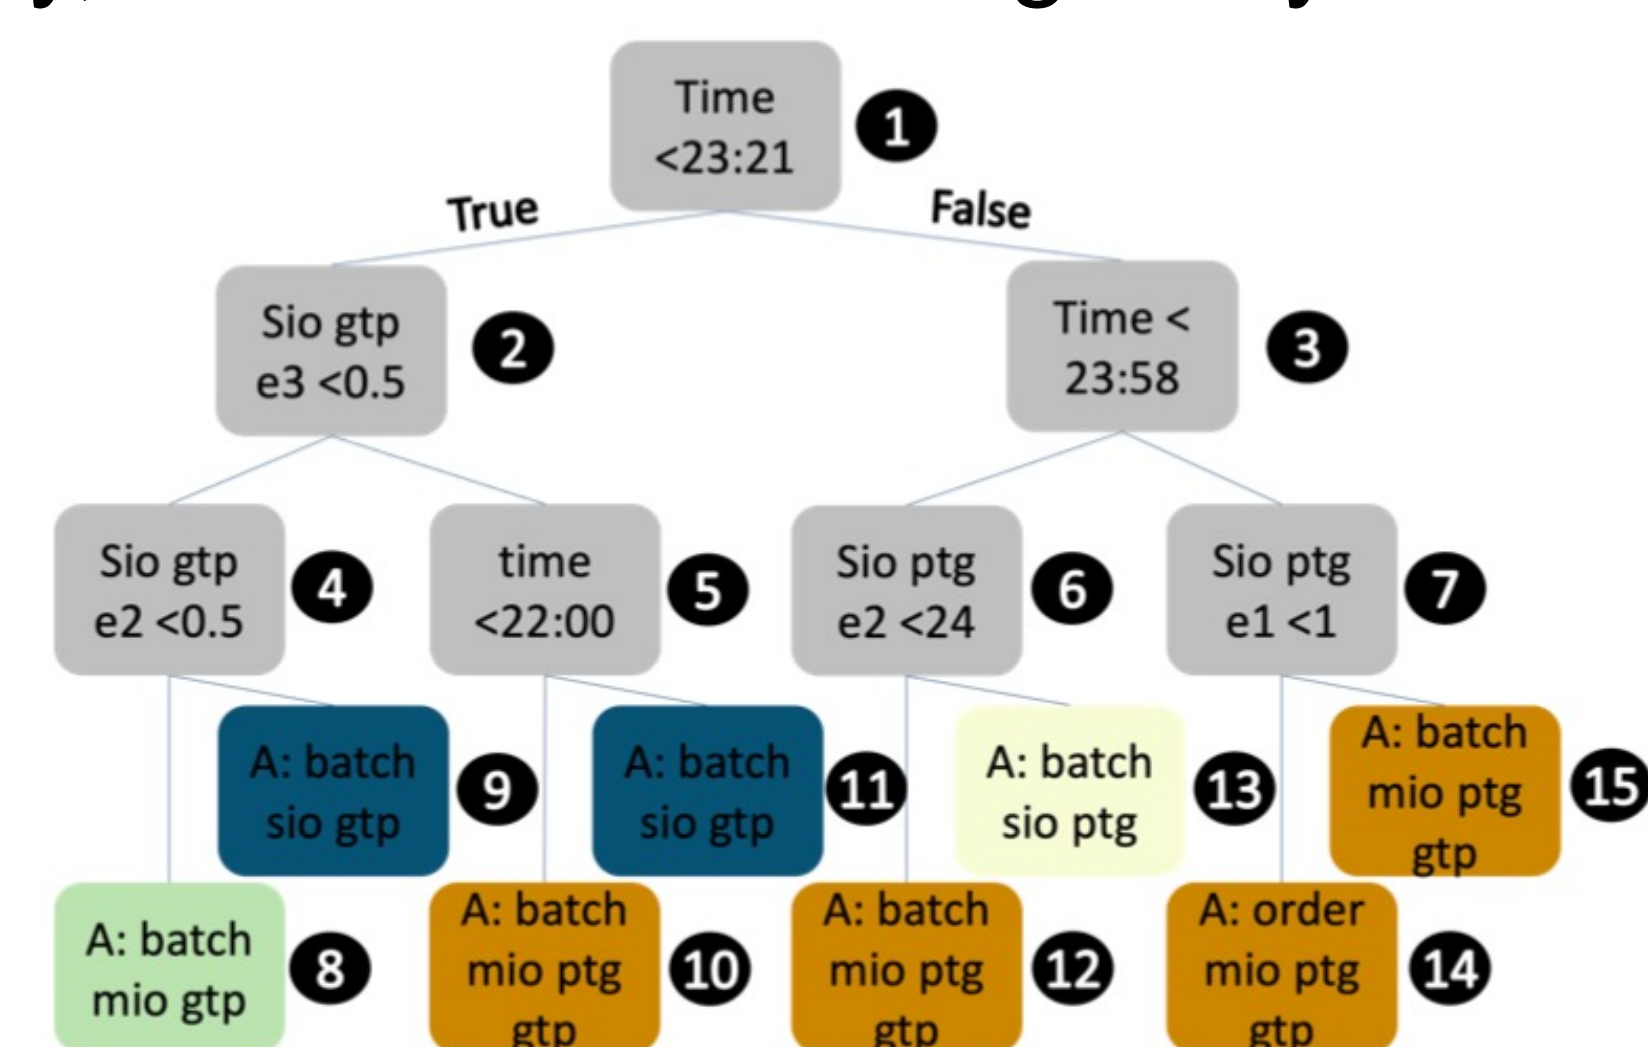 Time
<23:21
1
True
False
Sio gtp
e3 <0.5
2
Time <
23:58
3
Sio gtp
e2 <0.5
4
time
<22:00
5
Sio ptg
e2 <24
6
Sio ptg
e1 <1
7
A: batch
sio gtp
9
A: batch
sio gtp
11
A: batch
sio ptg
13
A: batch
mio ptg
gtp
15
A: batch
mio gtp
8
A: batch
mio ptg
gtp
10
A: batch
mio ptg
gtp
12
A: order
mio ptg
gtp
14